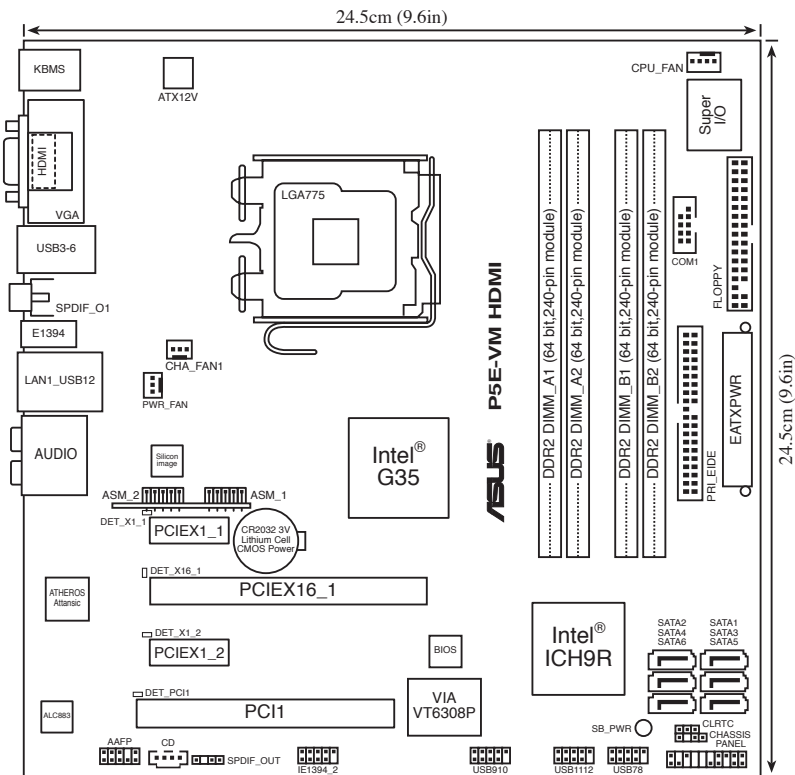 24.5cm (9.6in)
KBMS
ATX12V
CPU_FAN
Super
I/O
HDMI
VGA
LGA775
USB3-6
SPDIF_O1
E1394
LAN1_USB12
AUDIO
CHA_FAN1
PWR_FAN
P5E-VM HDMI
ASUS®
DDR2 DIMM_A1 (64 bit,240-pin module)
DDR2 DIMM_A2 (64 bit,240-pin module)
DDR2 DIMM_B1 (64 bit,240-pin module)
DDR2 DIMM_B2 (64 bit,240-pin module)
COM1
FLOPPY
PRI_EIDE
EATXPWR
24.5cm (9.6in)
Silicon
image
Intel®
G35
ASM_2
ASM_1
DET_X1_1
PCIEX1_1
CR2032 3V
Lithium Cell
CMOS Power
DET_X16_1
PCIEX16_1
ATHEROS
Attansic
DET_X1_2
PCIEX1_2
BIOS
Intel®
ICH9R
SATA2
SATA4
SATA6
SATA1
SATA3
SATA5
DET_PCI1
PCI1
ALC883
VIA
VT6308P
SB_PWR
CLRTC
CHASSIS
PANEL
AAFP
CD
SPDIF_OUT
IE1394_2
USB910
USB1112
USB78